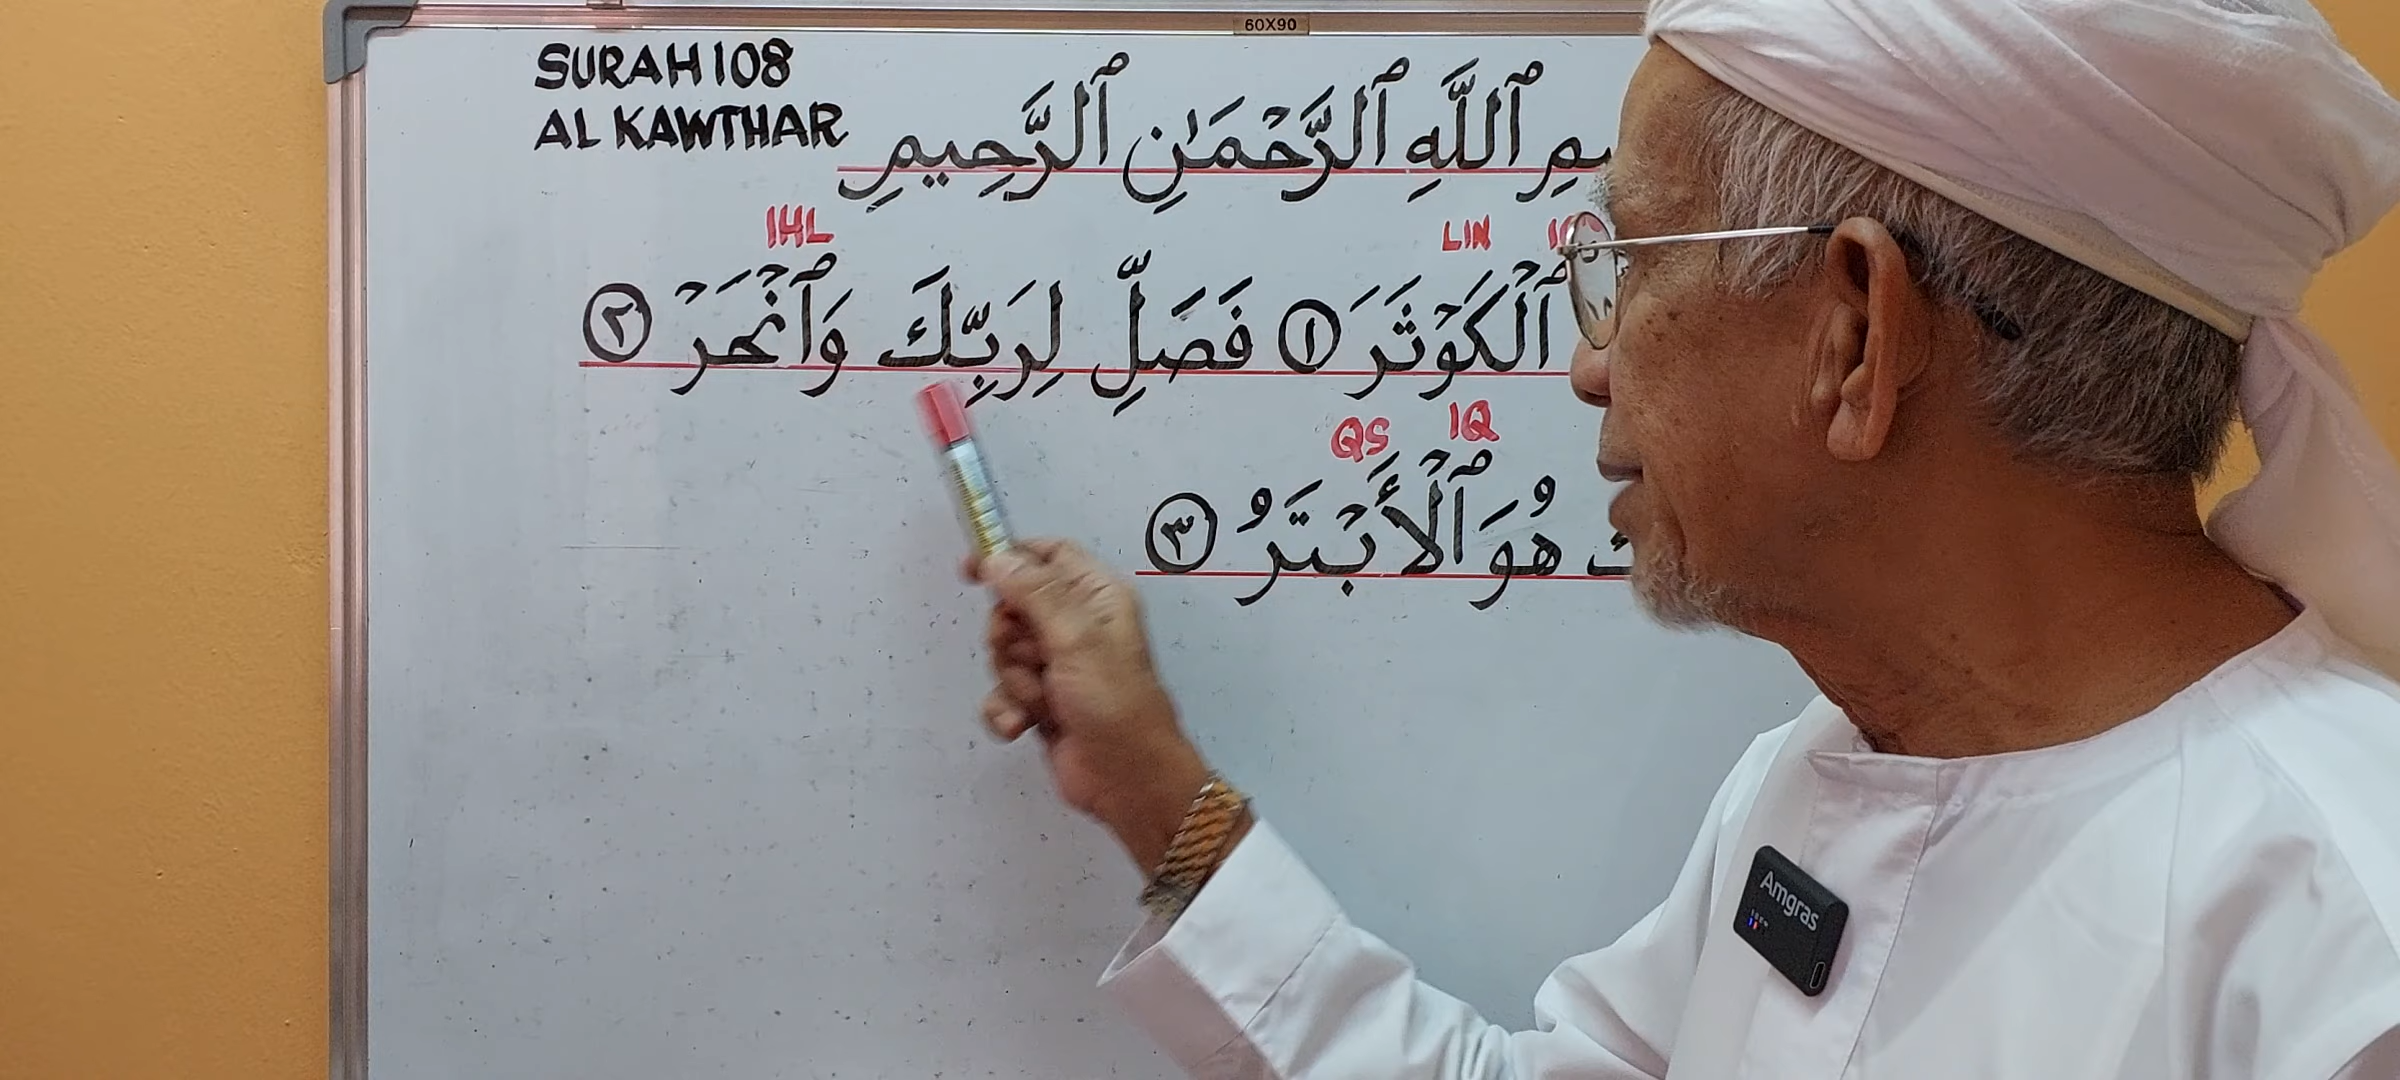 60X90
SURAH 108
AL KAWTHAR
ٱللَّهِ ٱلرَّحۡمَـٰنِ ٱلرَّحِيمِ
LIN IHL
ٱلۡكَوۡثَرَ ١ فَصَلِّ لِرَبِّكَ وَٱنۡحَرۡ ٢
IQ QS
هُوَ ٱلۡأَبۡتَرُ ٣
Amgras